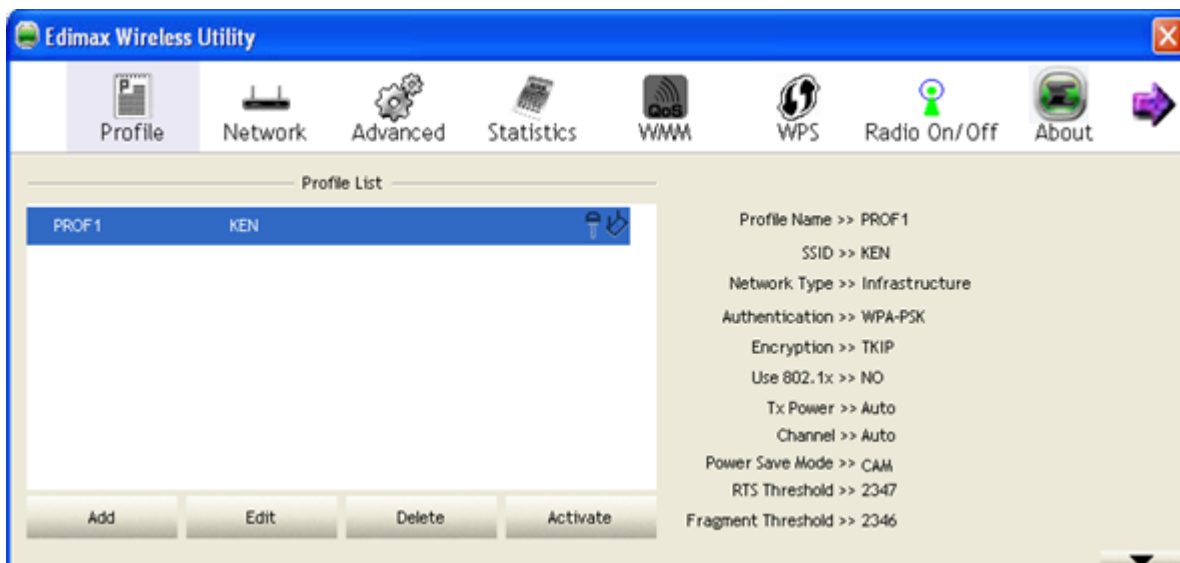 Edimax Wireless Utility
Profile Network Advanced Statistics QoS WMM WPS Radio On/Off About
Profile List
PROF1 KEN
Profile Name >> PROF1
SSID >> KEN
Network Type >> Infrastructure
Authentication >> WPA-PSK
Encryption >> TKIP
Use 802.1x >> NO
Tx Power >> Auto
Channel >> Auto
Power Save Mode >> CAM
RTS Threshold >> 2347
Fragment Threshold >> 2346
Add Edit Delete Activate